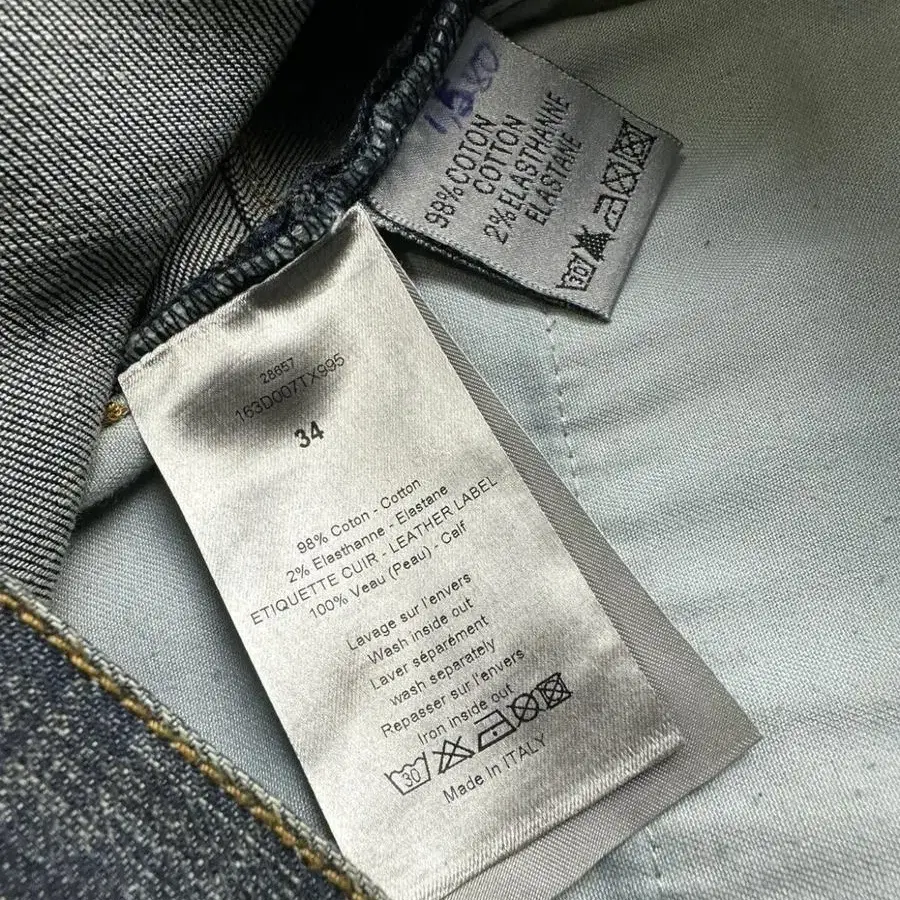 98% COTON
COTTON
2% ELASTHANNE
ELASTANE
30
28657
163D007TX995
34
98% Coton - Cotton
2% Elasthanne - Elastane
ETIQUETTE CUIR - LEATHER LABEL
100% Veau (Peau) - Calf
Lavage sur l'envers
Wash inside out
Laver séparément
wash separately
Repasser sur l'envers
Iron inside out
30
Made In ITALY